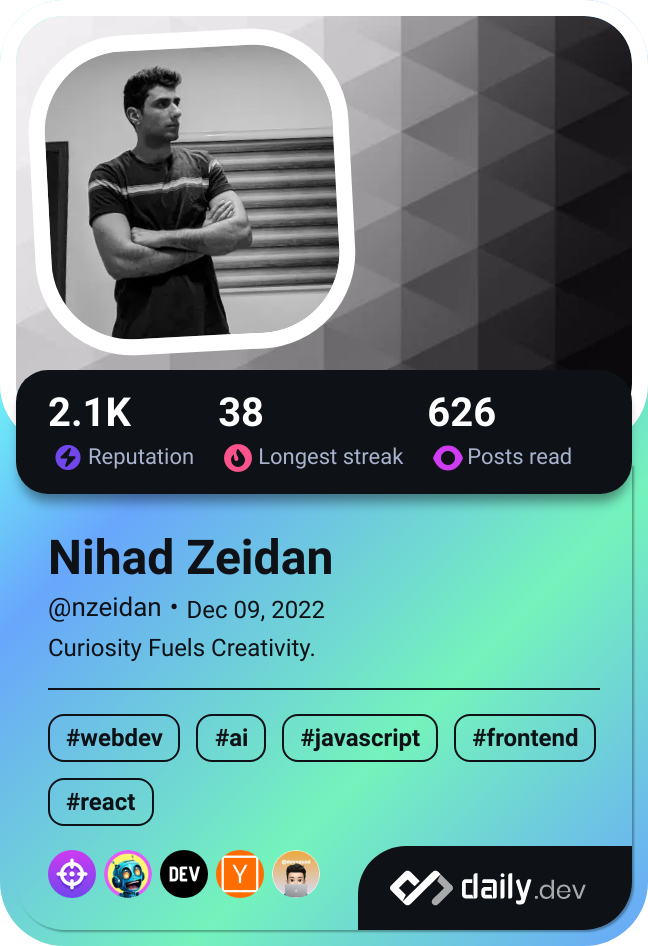 2.1K 38 626
Reputation Longest streak Posts read
Nihad Zeidan
@nzeidan • Dec 09, 2022
Curiosity Fuels Creativity.
#webdev #ai #javascript #frontend
#react
DEV Y
daily.dev